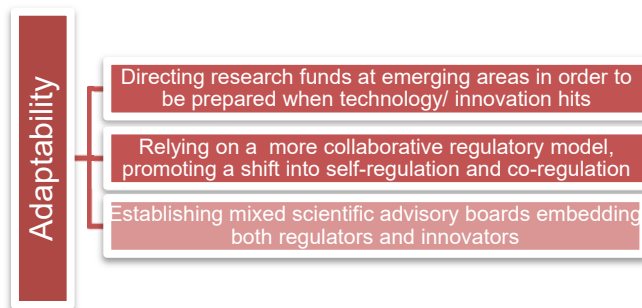 Adaptability
Directing research funds at emerging areas in order to
be prepared when technology/ innovation hits
Relying on a  more collaborative regulatory model,
promoting a shift into self-regulation and co-regulation
Establishing mixed scientific advisory boards embedding
both regulators and innovators